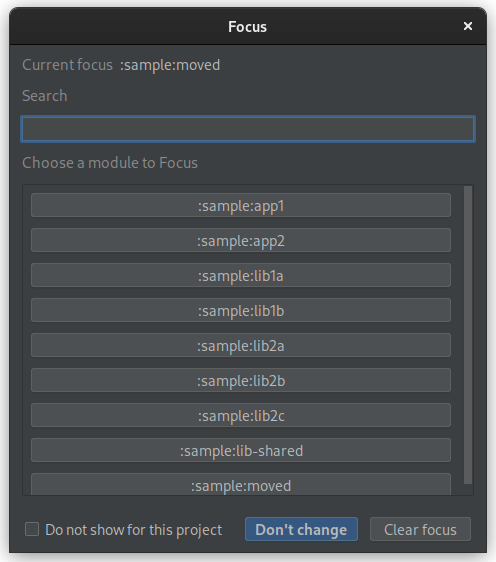 Focus
Current focus :sample:moved
Search
Choose a module to Focus
:sample:app1
:sample:app2
:sample:lib1a
:sample:lib1b
:sample:lib2a
:sample:lib2b
:sample:lib2c
:sample:lib-shared
:sample:moved
Do not show for this project Don't change Clear focus